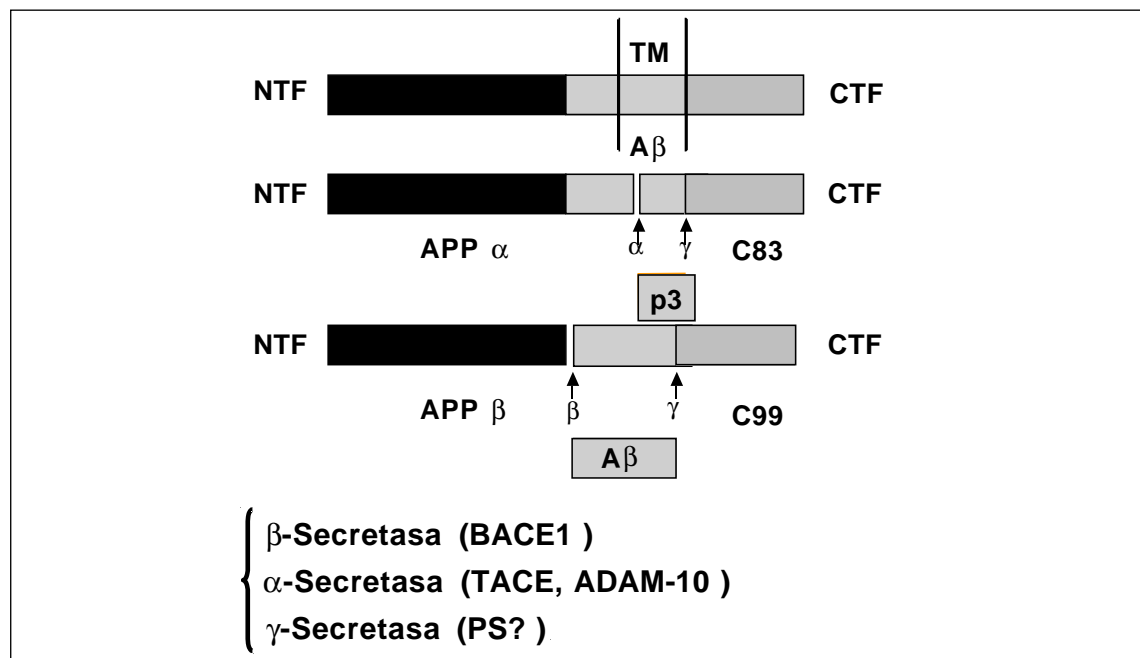 TM
NTF CTF
Aβ
NTF CTF
α γ
APP α C83
p3
NTF CTF
β γ
APP β C99
Aβ
β-Secretasa (BACE1 )
α-Secretasa (TACE, ADAM-10 )
γ-Secretasa (PS? )